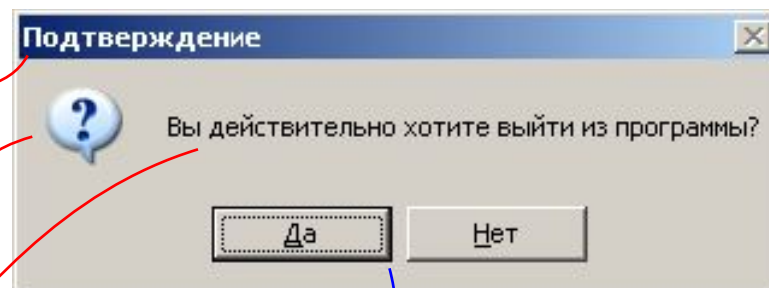 Подтверждение
Вы действительно хотите выйти из программы?
Да
Нет